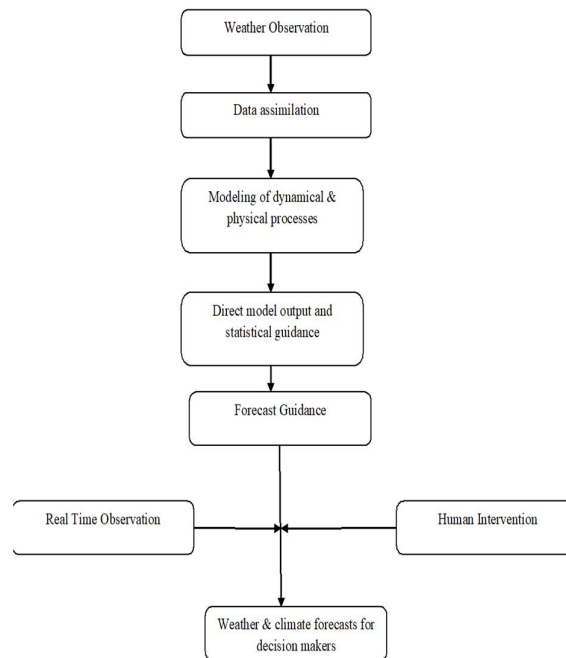 Weather Observation
Data assimilation
Modeling of dynamical &
physical processes
Direct model output and
statistical guidance
Forecast Guidance
Real Time Observation
Human Intervention
Weather & climate forecasts for
decision makers